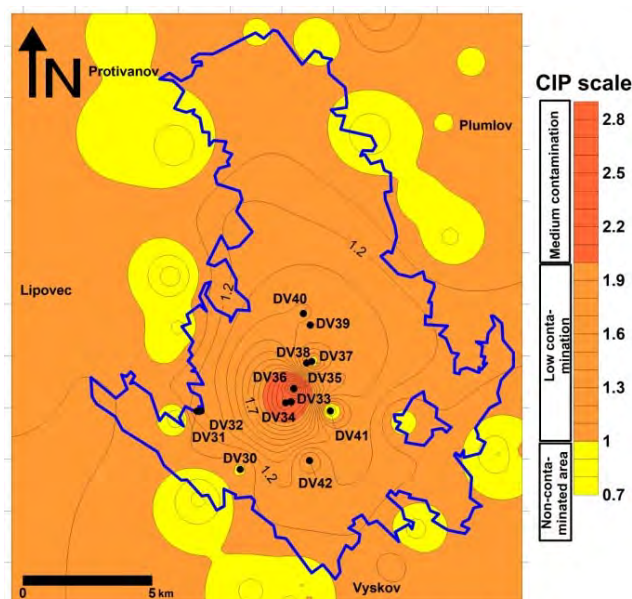 N
Protivanov
Plumlov
Lipovec
1.2
1.2
DV40
DV39
DV38
DV37
DV36
DV35
DV33
DV34
1.7
DV32
DV31
DV41
DV30
1.2
DV42
Vyskov
0
5 km
CIP scale
Medium contamination
Low conta-
mination
Non-conta-
minated area
2.8
2.5
2.2
1.9
1.6
1.3
1
0.7